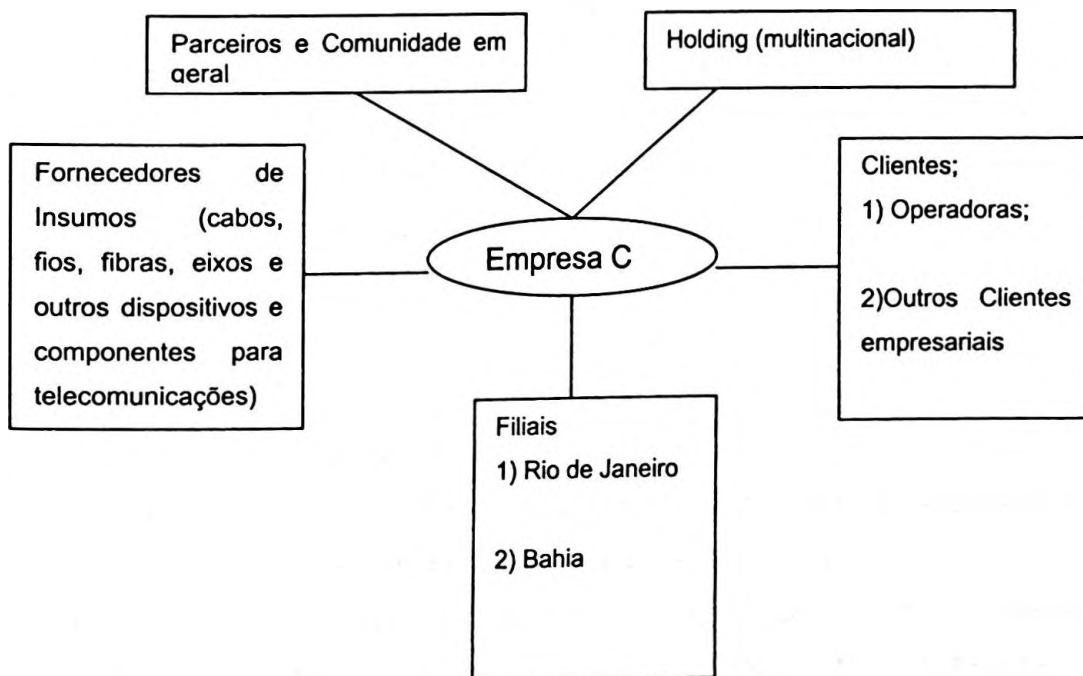 Parceiros e Comunidade em
geral
Holding (multinacional)
Fornecedores de
Insumos (cabos,
fios, fibras, eixos e
outros dispositivos e
componentes para
telecomunicações)
Empresa C
Clientes;
1) Operadoras;
2)Outros Clientes
empresariais
Filiais
1) Rio de Janeiro
2) Bahia